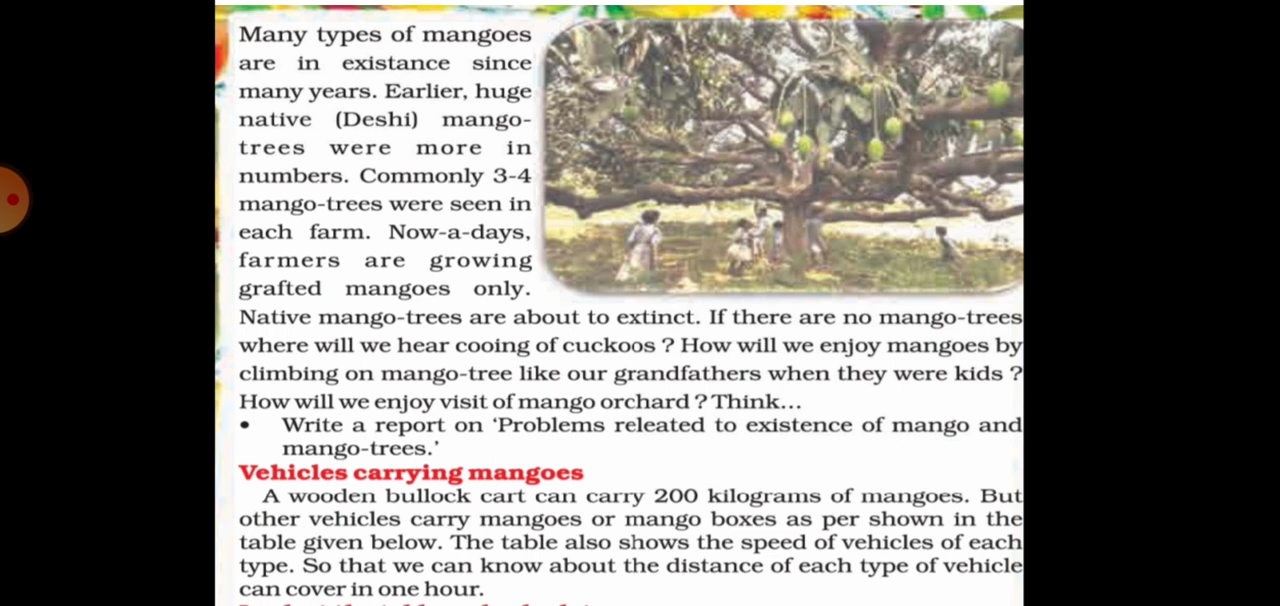 Many types of mangoes
are in existance since
many years. Earlier, huge
native (Deshi) mango-
trees were more in
numbers. Commonly 3-4
mango-trees were seen in
each farm. Now-a-days,
farmers are growing
grafted mangoes only.
Native mango-trees are about to extinct. If there are no mango-trees
where will we hear cooing of cuckoos ? How will we enjoy mangoes by
climbing on mango-tree like our grandfathers when they were kids ?
How will we enjoy visit of mango orchard ? Think...
• Write a report on ‘Problems releated to existence of mango and
mango-trees.’
Vehicles carrying mangoes
A wooden bullock cart can carry 200 kilograms of mangoes. But
other vehicles carry mangoes or mango boxes as per shown in the
table given below. The table also shows the speed of vehicles of each
type. So that we can know about the distance of each type of vehicle
can cover in one hour.